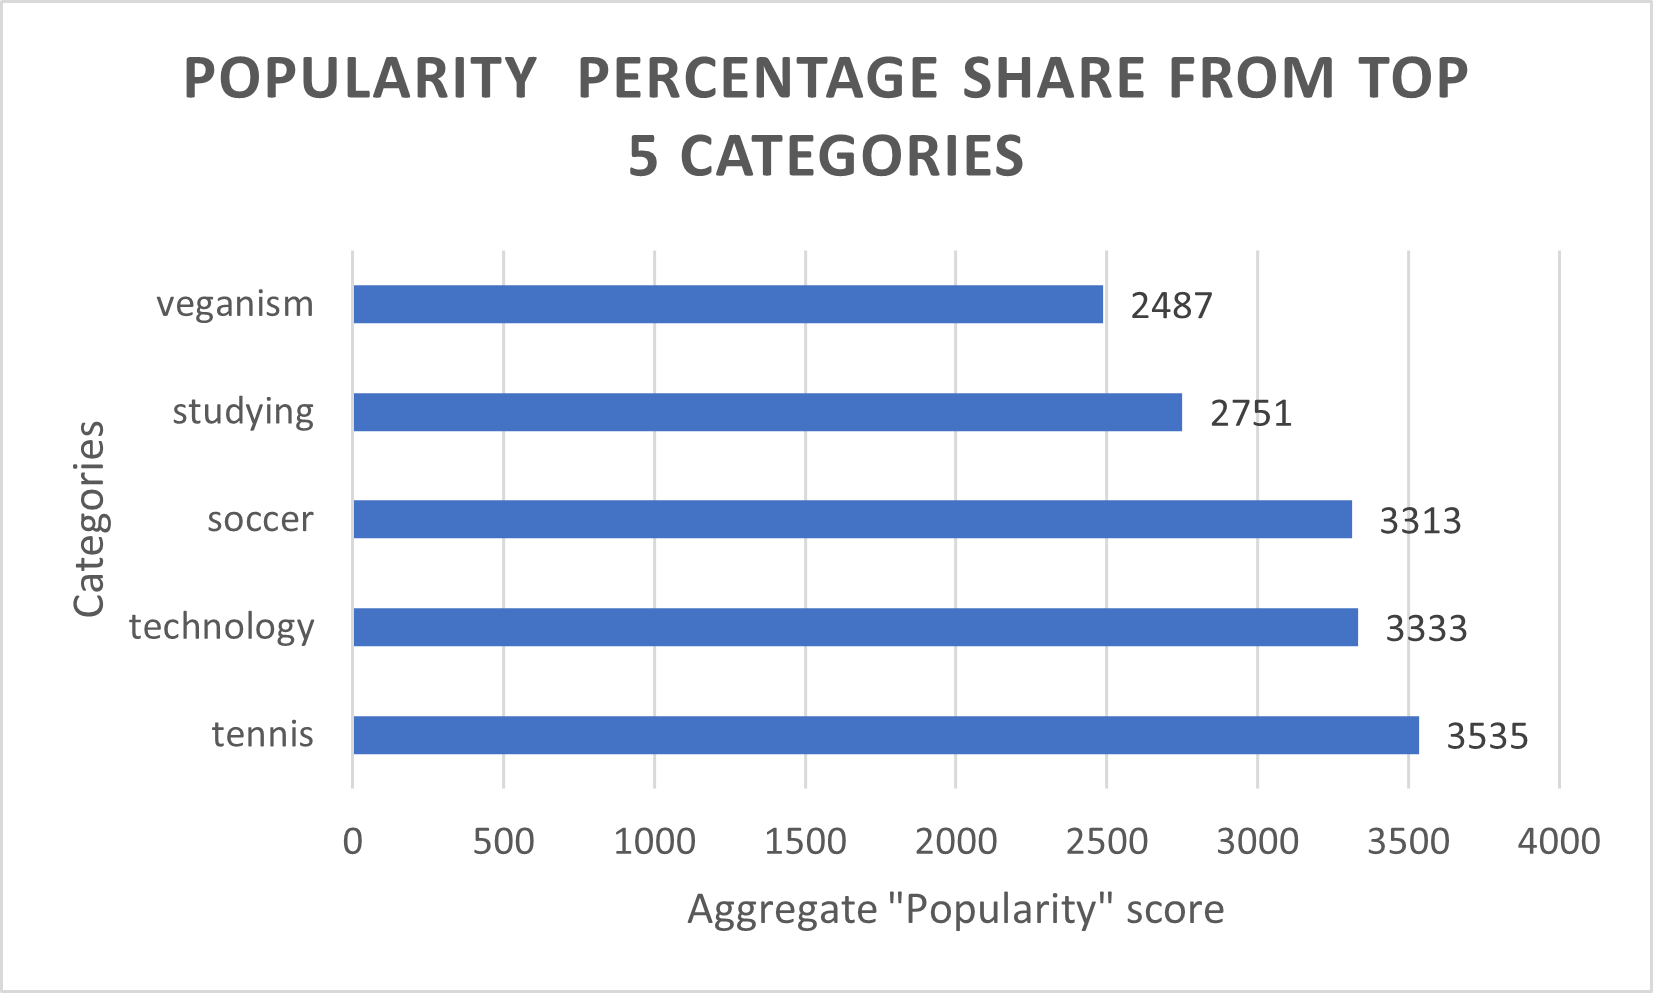 POPULARITY  PERCENTAGE SHARE FROM TOP
5 CATEGORIES
Categories
veganism 2487
studying 2751
soccer 3313
technology 3333
tennis 3535
0 500 1000 1500 2000 2500 3000 3500 4000
Aggregate "Popularity" score